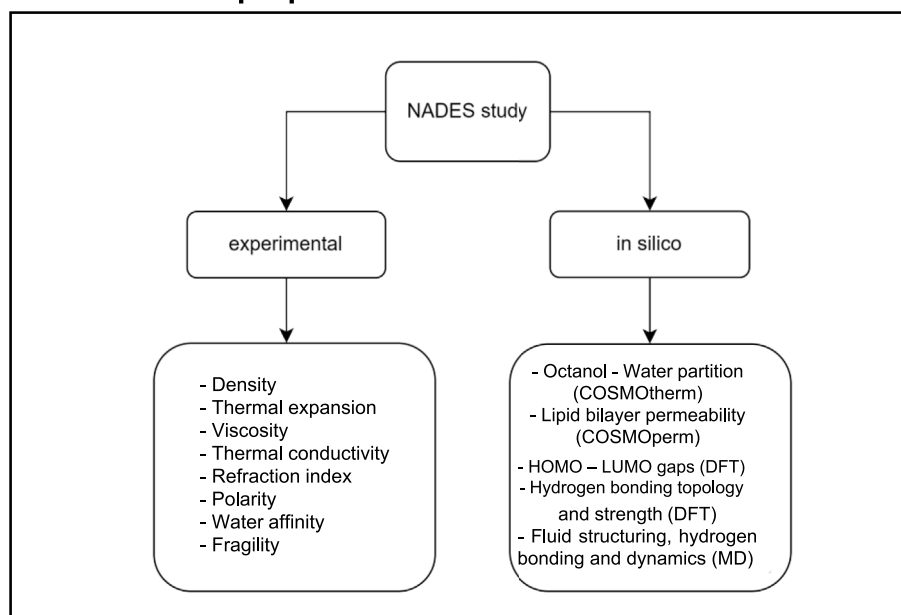 NADES study
experimental
in silico
- Density
- Thermal expansion
- Viscosity
- Thermal conductivity
- Refraction index
- Polarity
- Water affinity
- Fragility
- Octanol - Water partition
(COSMOtherm)
- Lipid bilayer permeability
(COSMOperm)
- HOMO – LUMO gaps (DFT)
- Hydrogen bonding topology
and strength (DFT)
- Fluid structuring, hydrogen
bonding and dynamics (MD)